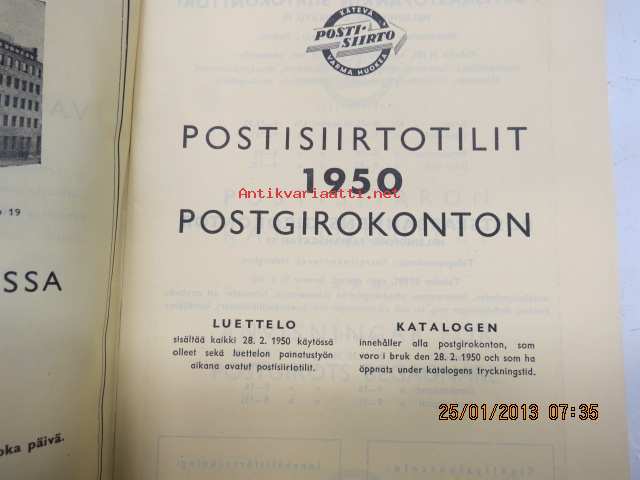 KÄTEVÄ
POSTI-
SIIRTO
VARMA HUOKEA
POSTISIIRTOTILIT
1950
Antikvariaatti.net
POSTGIROKONTON
19
SSA
oka päivä.
LUETTELO
sisältää kaikki 28. 2. 1950 käytössä
olleet sekä luettelon painatustyön
aikana avatut postisiirtotilit.
KATALOGEN
innehåller alla postgirokonton, som
voro i bruk den 28. 2. 1950 och som ha
öppnats under katalogens tryckningstid.
25/01/2013 07:35